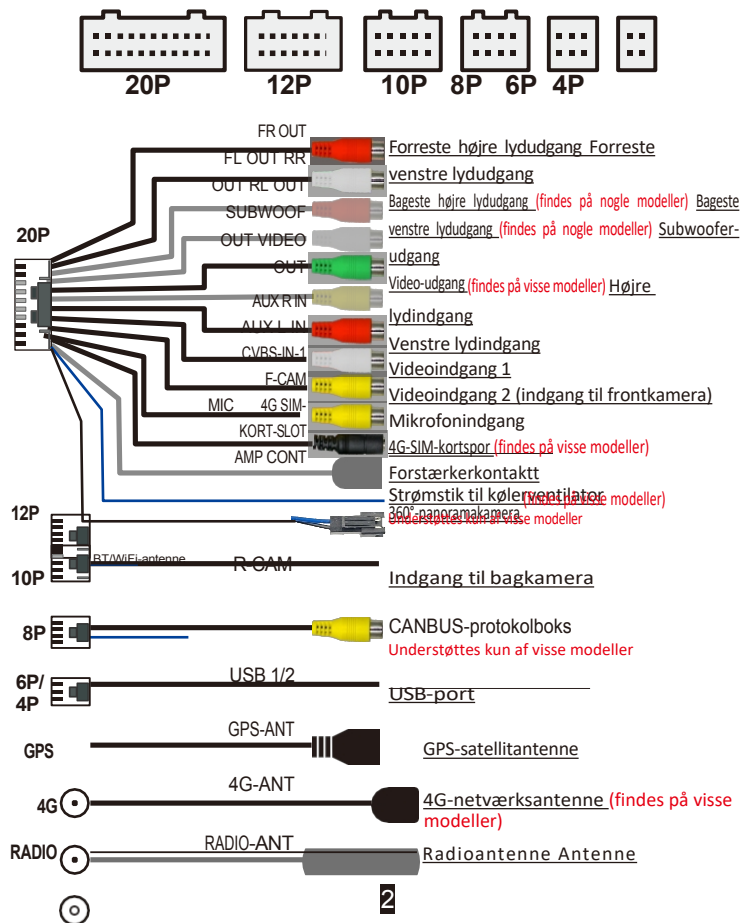 20P 12P 10P 8P 6P 4P
FR OUT
FL OUT RR
OUT RL OUT
SUBWOOF
OUT VIDEO
OUT
AUX R IN
AUX L IN
CVBS-IN-1
F-CAM
MIC 4G SIM-
KORT-SLOT
AMP CONT
20P
Forreste højre lydudgang Forreste
venstre lydudgang
Bageste højre lydudgang (findes på nogle modeller) Bageste
venstre lydudgang (findes på nogle modeller) Subwoofer-
udgang
Video-udgang (findes på visse modeller) Højre
lydindgang
Venstre lydindgang
Videoindgang 1
Videoindgang 2 (indgang til frontkamera)
Mikrofonindgang
4G-SIM-kortspor (findes på visse modeller)
Forstærkerkontaktt
Strømstik til kølerventilator (findes på visse modeller)
360°-panoramakamera
Understøttes kun af visse modeller
12P
BT/WiFi-antenne
R-CAM
10P
Indgang til bagkamera
8P
CANBUS-protokolboks
Understøttes kun af visse modeller
6P/
4P
USB 1/2
USB-port
GPS
GPS-ANT
GPS-satellitantenne
4G
4G-ANT
4G-netværksantenne (findes på visse
modeller)
RADIO
RADIO-ANT
Radioantenne Antenne
2